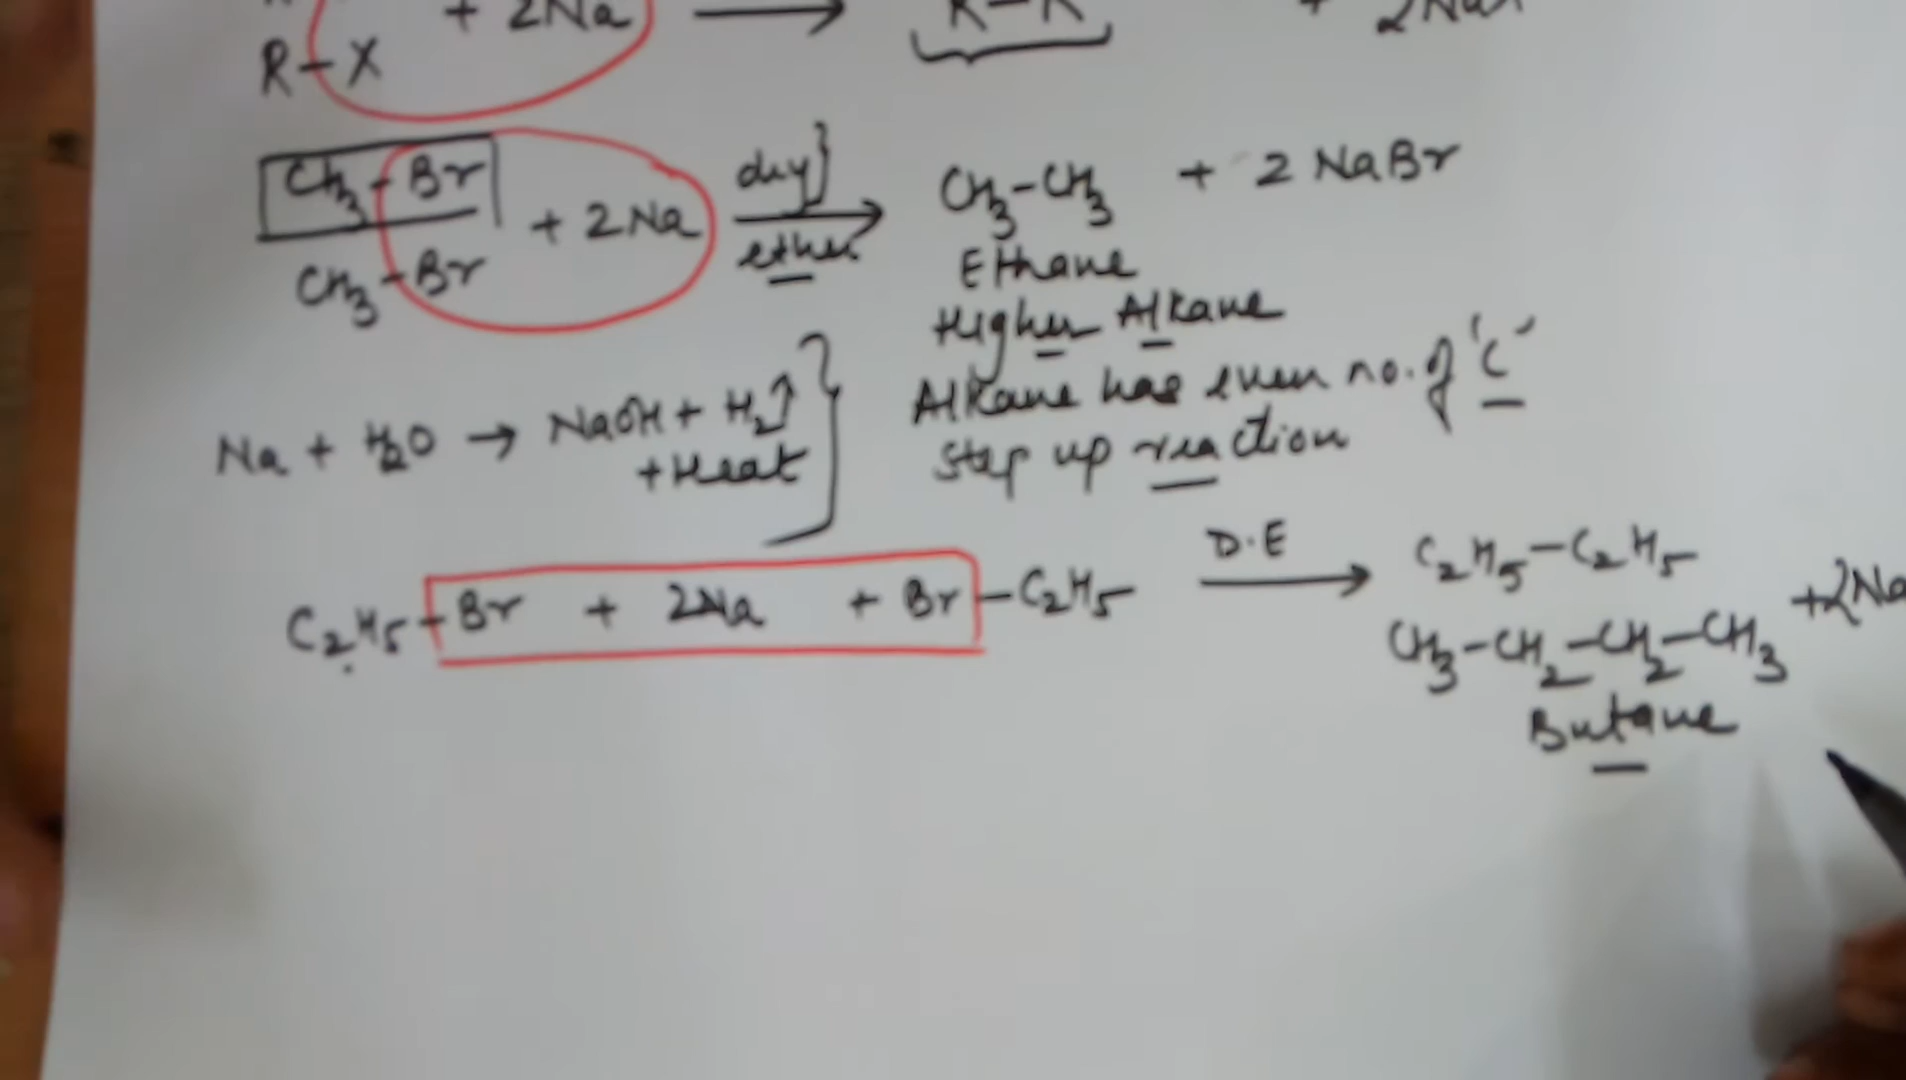 + 2Na ⟶ R-R + 2NaX
R-X
CH3-Br
CH3-Br + 2Na dry ether ⟶ CH3-CH3 + 2NaBr
Ethane
Higher Alkane
Alkane has even no. of 'C'
Step up reaction
Na + H2O → NaOH + H2↑
+ Heat
C2H5-Br + 2Na + Br-C2H5 D.E ⟶ C2H5-C2H5
CH3-CH2-CH2-CH3 + 2Na
Butane